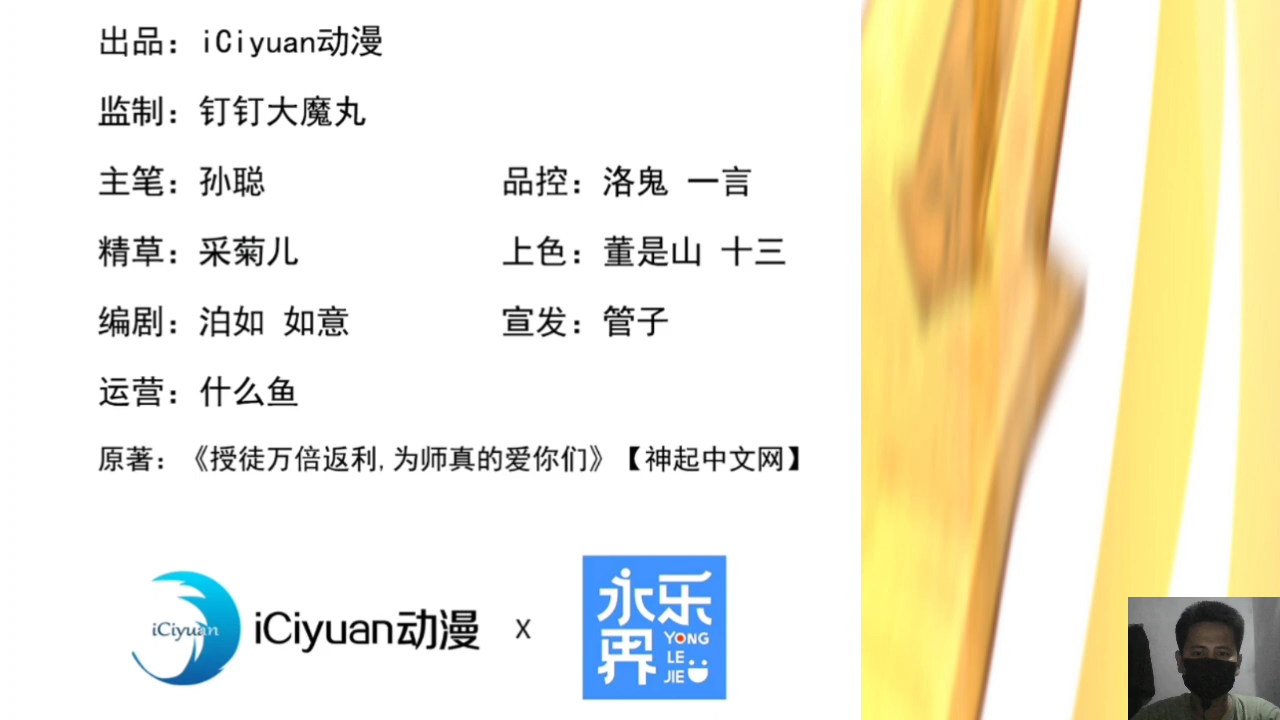 出品：iCiyuan动漫
监制：钉钉大魔丸
主笔：孙聪 品控：洛鬼 一言
精草：采菊儿 上色：董是山 十三
编剧：泊如 如意 宣发：管子
运营：什么鱼
原著：《授徒万倍返利,为师真的爱你们》【神起中文网】
iCiyuan iCiyuan动漫 x 永乐界 YONG LE JIE